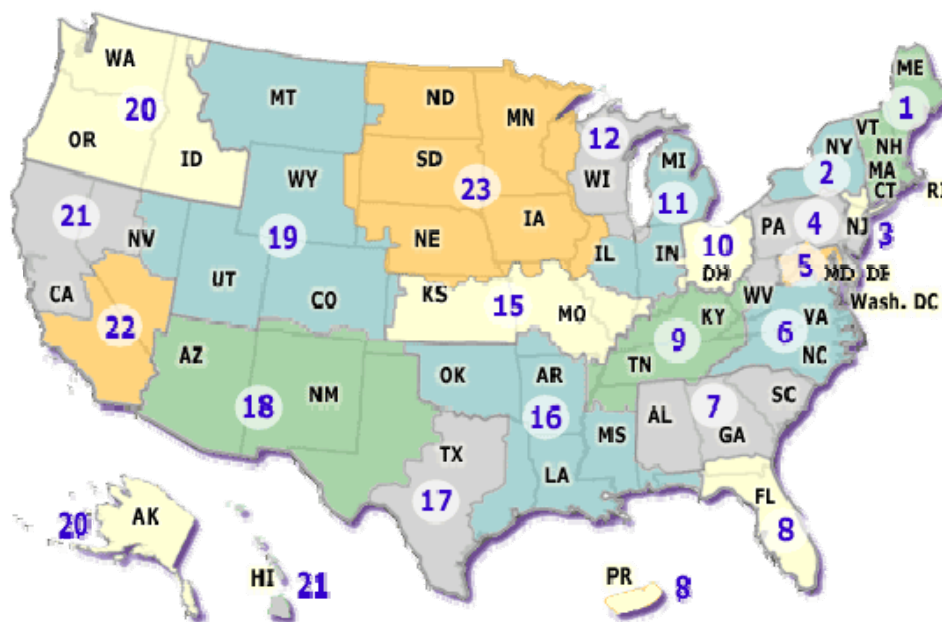 WA
ME
MT
ND
1
20
MN
12
VT
NY
NH
OR
SD
MI
MA
ID
WY
WI
2
CT
RI
21
23
11
4
NV
19
NE
IA
10
PA
NJ
3
IL
IN
5
UT
OH
MD
DE
CA
CO
KS
15
WV
Wash. DC
22
MO
KY
VA
9
6
AZ
TN
NC
OK
AR
NM
7
SC
18
16
AL
MS
GA
TX
LA
17
FL
AK
20
8
HI
21
PR
8